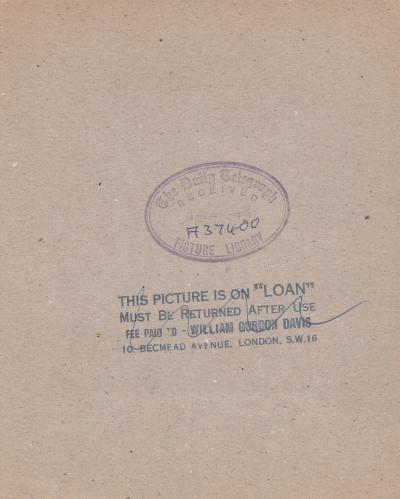 The Daily Telegraph
RECEIVED
A37400
PICTURE LIBRARY
THIS PICTURE IS ON "LOAN"
MUST BE RETURNED AFTER USE
FEE PAID TO - WILLIAM GORDON DAVIS
10, BECMEAD AVENUE, LONDON, S.W.16